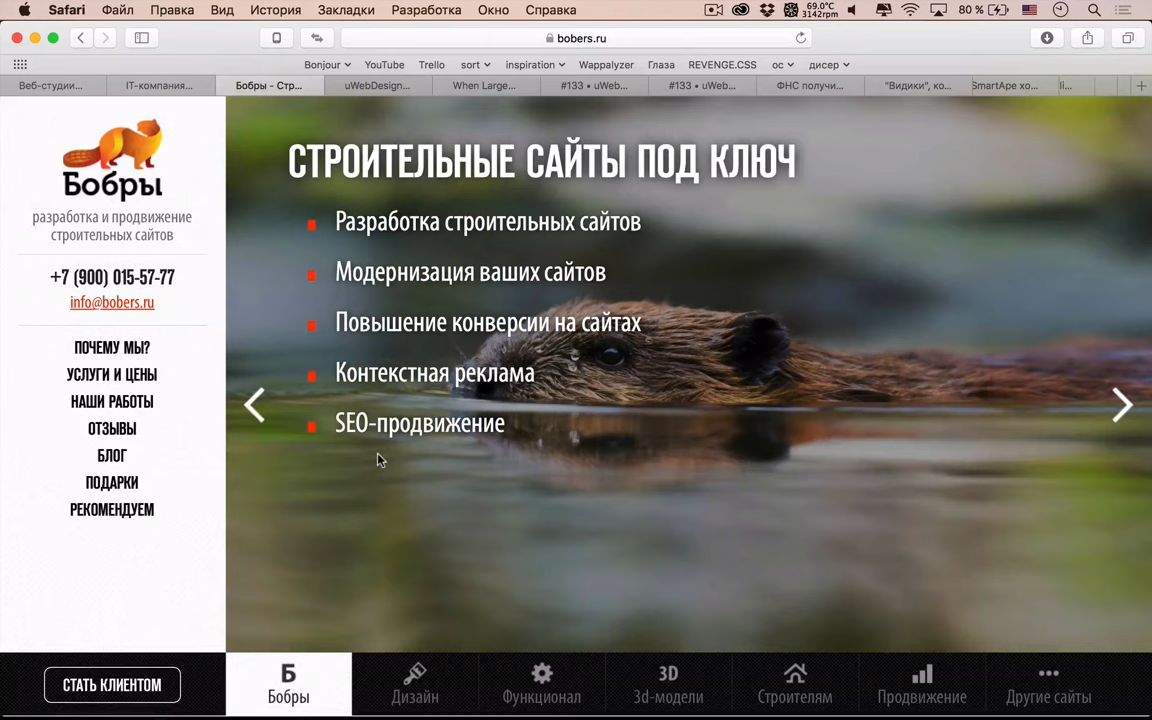 Safari Файл Правка Вид История Закладки Разработка Окно Справка 69.0°C 3142rpm 80 %
bobers.ru
Bonjour YouTube Trello sort inspiration Wappalyzer Глаза REVENGE.CSS ос дисер
Веб-студии... IT-компания... Бобры - Стр... uWebDesign... When Large... #133 • uWeb... #133 • uWeb... ФНС получи... "Видики", ко... SmartApe хо... li...
Бобры
разработка и продвижение
строительных сайтов
+7 (900) 015-57-77
info@bobers.ru
ПОЧЕМУ МЫ?
УСЛУГИ И ЦЕНЫ
НАШИ РАБОТЫ
ОТЗЫВЫ
БЛОГ
ПОДАРКИ
РЕКОМЕНДУЕМ
СТАТЬ КЛИЕНТОМ
СТРОИТЕЛЬНЫЕ САЙТЫ ПОД КЛЮЧ
Разработка строительных сайтов
Модернизация ваших сайтов
Повышение конверсии на сайтах
Контекстная реклама
SEO-продвижение
Б 3D
Бобры Дизайн Функционал 3d-модели Строителям Продвижение Другие сайты